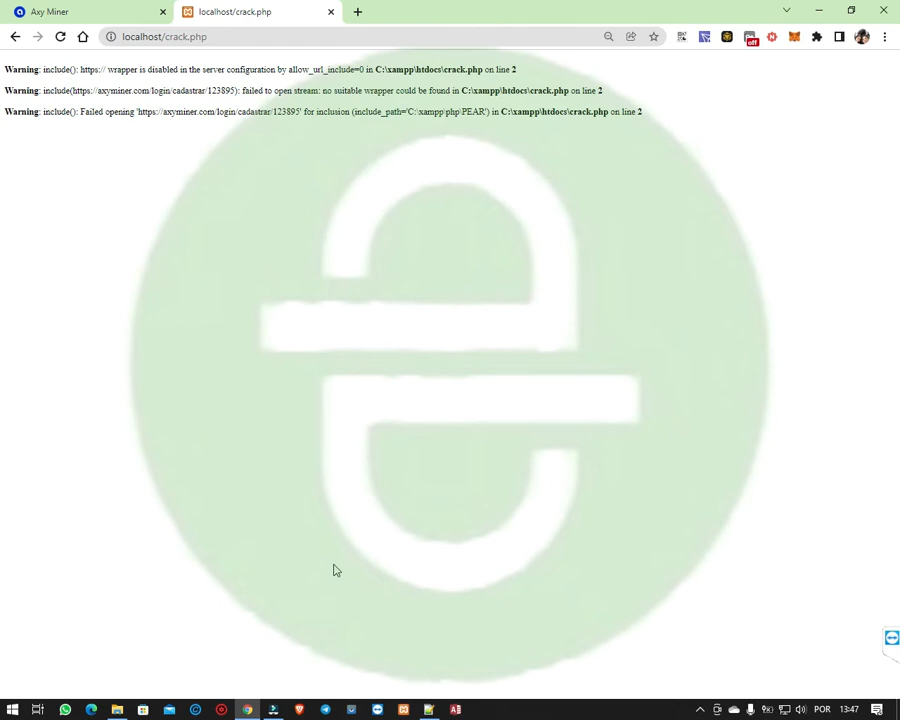 Axy Miner
localhost/crack.php
localhost/crack.php
off
Warning: include(): https:// wrapper is disabled in the server configuration by allow_url_include=0 in C:\xampp\htdocs\crack.php on line 2
Warning: include(https://axyminer.com/login/cadastrar/123895): failed to open stream: no suitable wrapper could be found in C:\xampp\htdocs\crack.php on line 2
Warning: include(): Failed opening 'https://axyminer.com/login/cadastrar/123895' for inclusion (include_path='C:\xampp\php\PEAR') in C:\xampp\htdocs\crack.php on line 2
POR
13:47